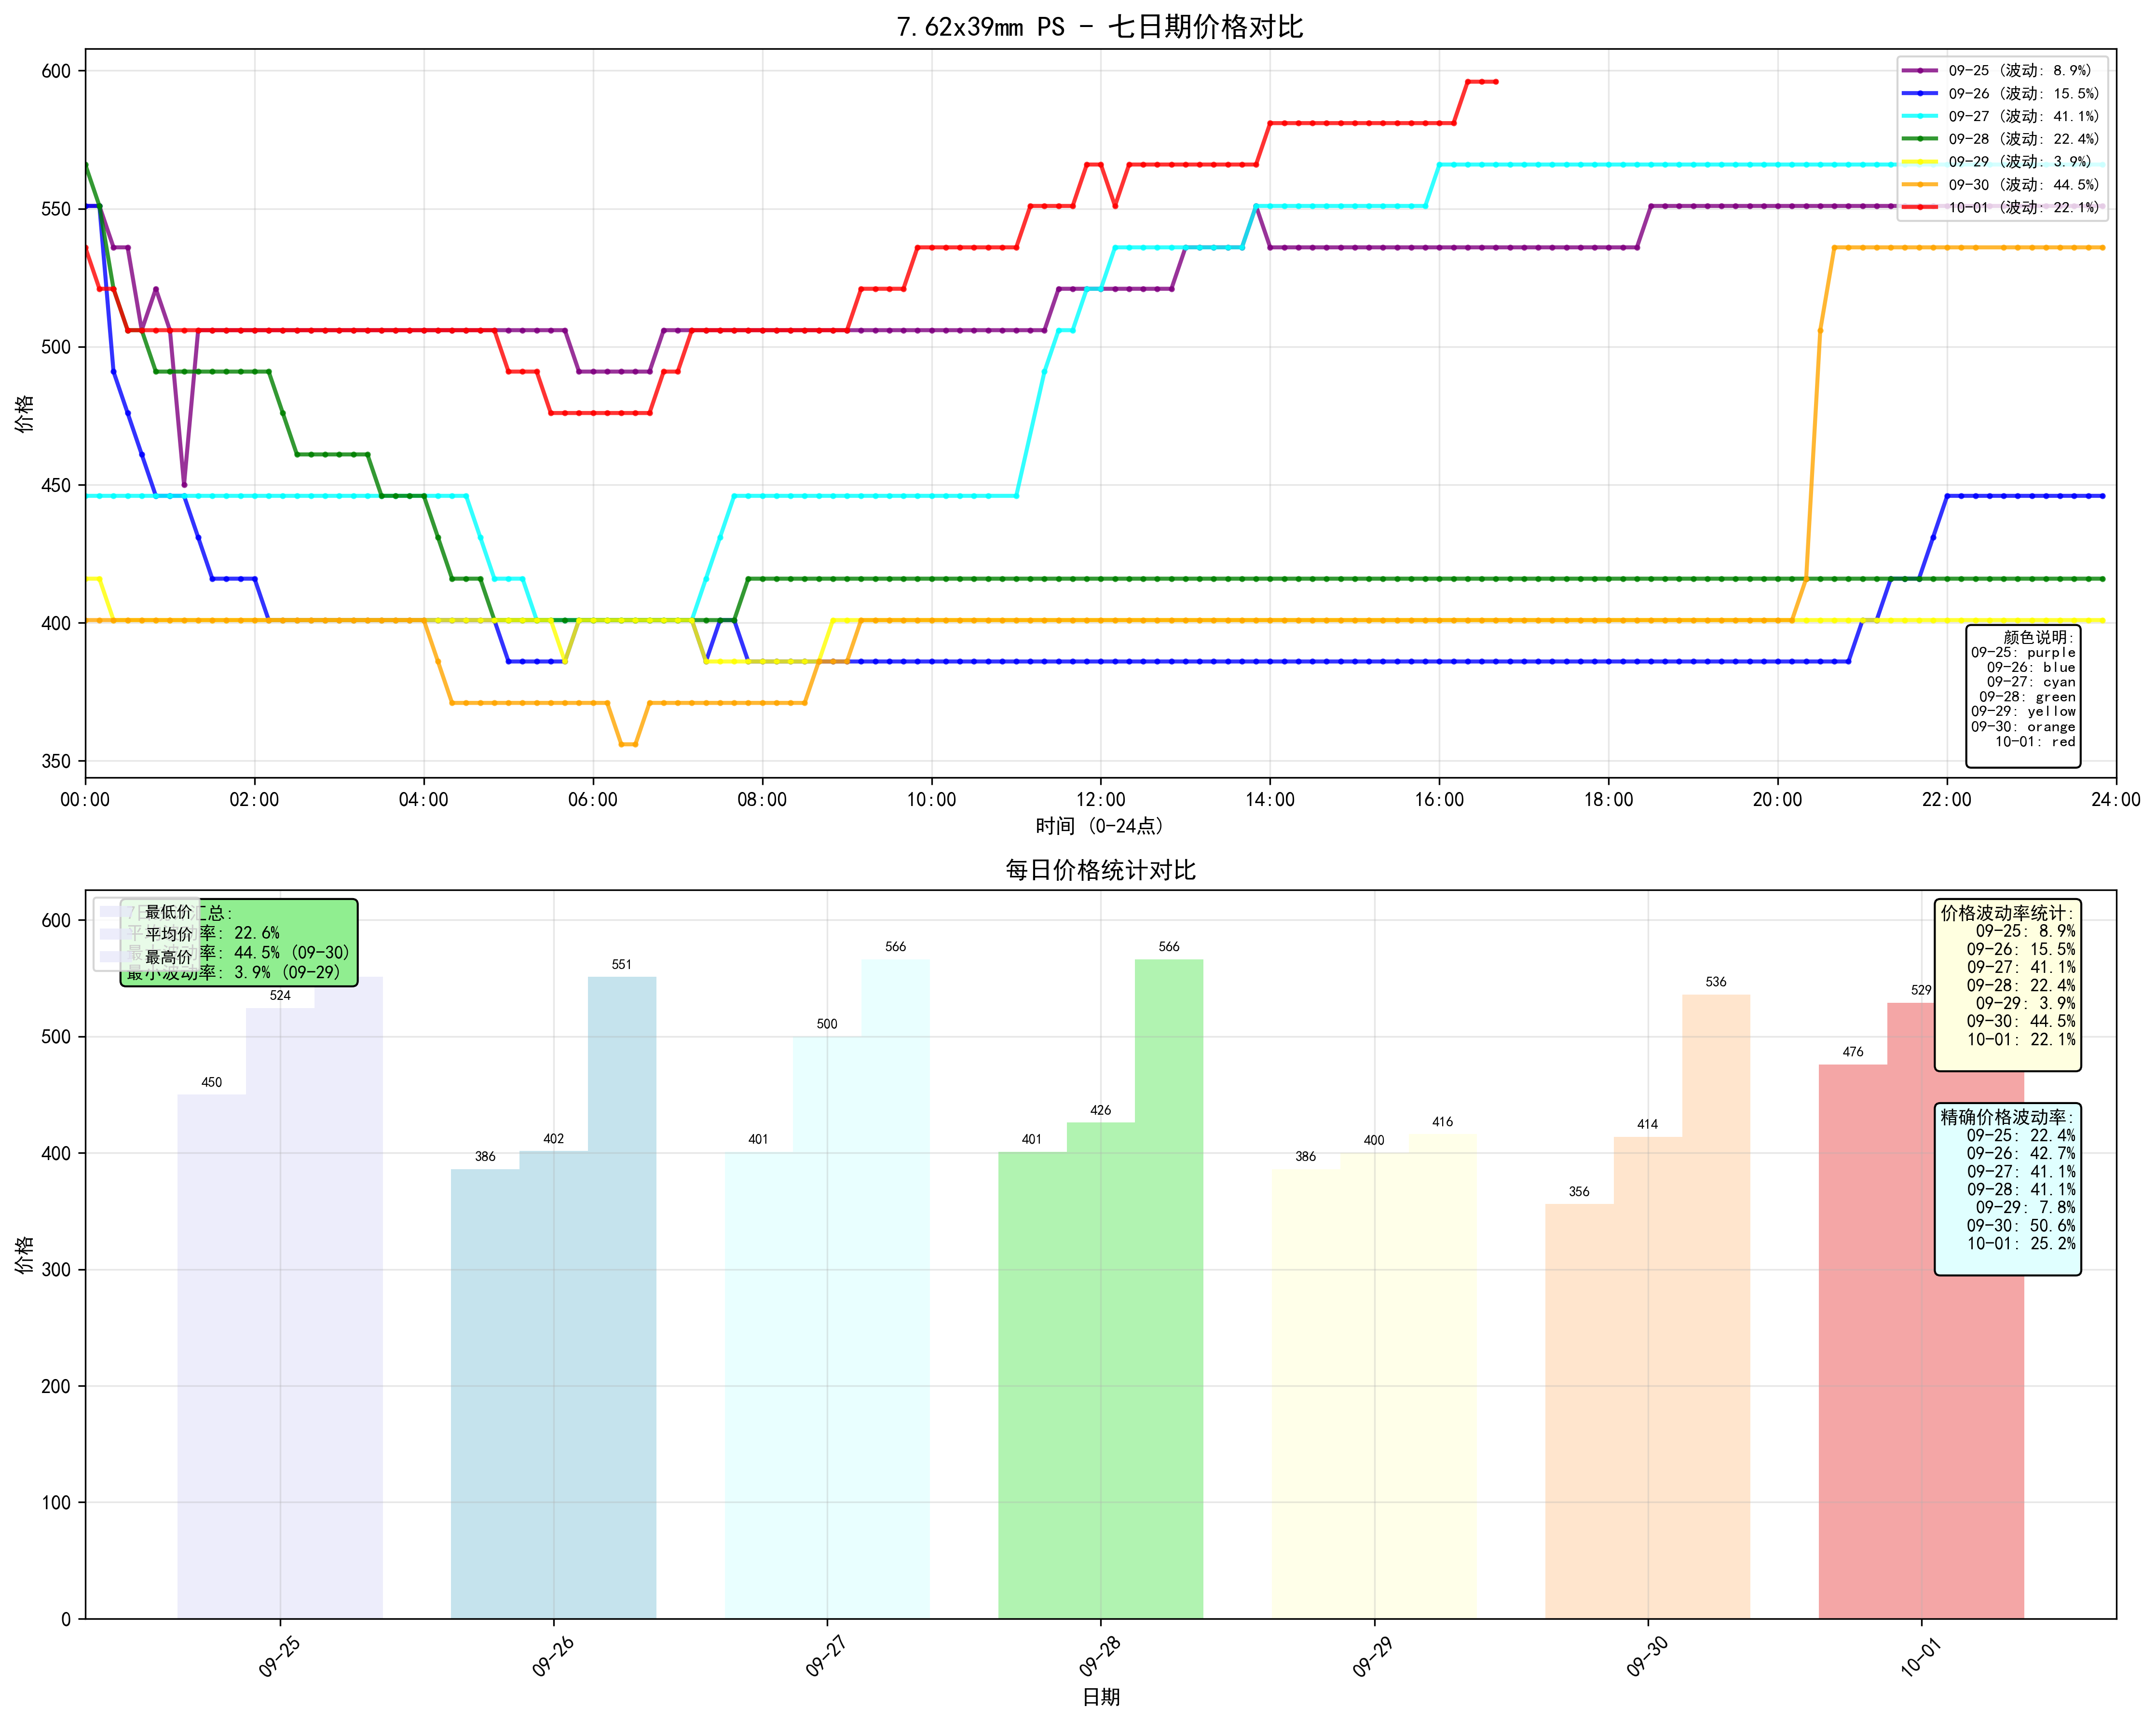 7.62x39mm PS - 七日期价格对比
价格
600
550
500
450
400
350
09-25 (波动: 8.9%)
09-26 (波动: 15.5%)
09-27 (波动: 41.1%)
09-28 (波动: 22.4%)
09-29 (波动: 3.9%)
09-30 (波动: 44.5%)
10-01 (波动: 22.1%)
颜色说明:
09-25: purple
09-26: blue
09-27: cyan
09-28: green
09-29: yellow
09-30: orange
10-01: red
00:00 02:00 04:00 06:00 08:00 10:00 12:00 14:00 16:00 18:00 20:00 22:00 24:00
时间 (0-24点)
每日价格统计对比
价格
600
500
400
300
200
100
0
最低价
平均价
最高价
汇总:
率: 22.6%
率: 44.5% (09-30)
最小波动率: 3.9% (09-29)
450 524
386 402 551
401 500 566
401 426 566
386 400 416
356 414 536
476 529
价格波动率统计:
09-25: 8.9%
09-26: 15.5%
09-27: 41.1%
09-28: 22.4%
09-29: 3.9%
09-30: 44.5%
10-01: 22.1%
精确价格波动率:
09-25: 22.4%
09-26: 42.7%
09-27: 41.1%
09-28: 41.1%
09-29: 7.8%
09-30: 50.6%
10-01: 25.2%
09-25 09-26 09-27 09-28 09-29 09-30 10-01
日期